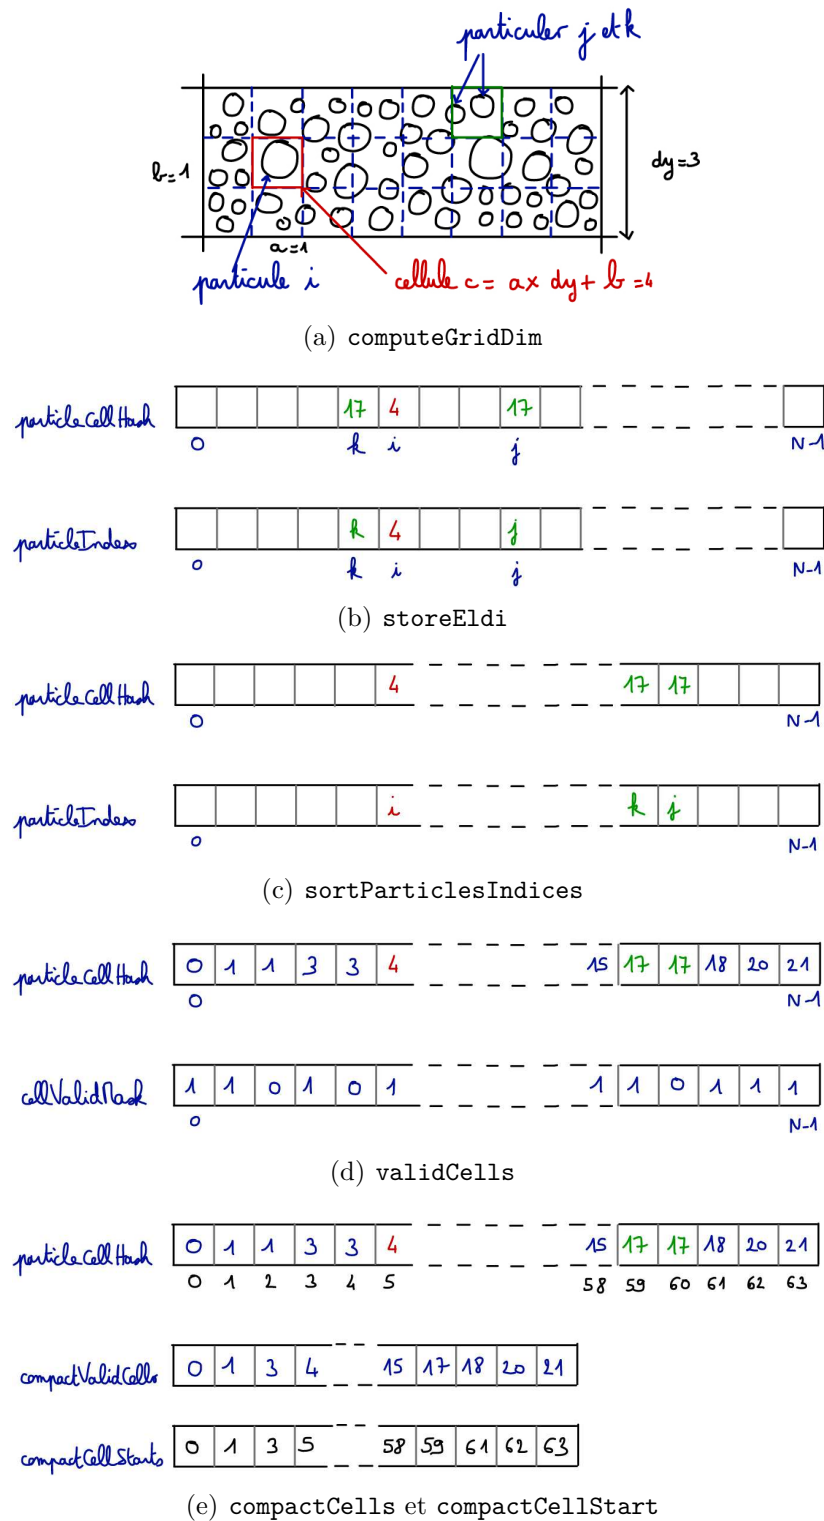 particuler j et k
b=1
dy=3
a=1
particule i
cellule c = a x dy + b = 4
(a) computeGridDim
particleCellHash
17 4 17
0 k i j N-1
particleIndex
k 4 j
0 k i j N-1
(b) storeEldi
particleCellHash
4 17 17
0 N-1
particleIndex
i k j
0 N-1
(c) sortParticlesIndices
particleCellHash
0 1 1 3 3 4 15 17 17 18 20 21
0 N-1
cellValidMask
1 1 0 1 0 1 1 1 0 1 1 1
0 N-1
(d) validCells
particleCellHash
0 1 1 3 3 4 15 17 17 18 20 21
0 1 2 3 4 5 58 59 60 61 62 63
compactValidCells
0 1 3 4 15 17 18 20 21
compactCellStarts
0 1 3 5 58 59 61 62 63
(e) compactCells et compactCellStart